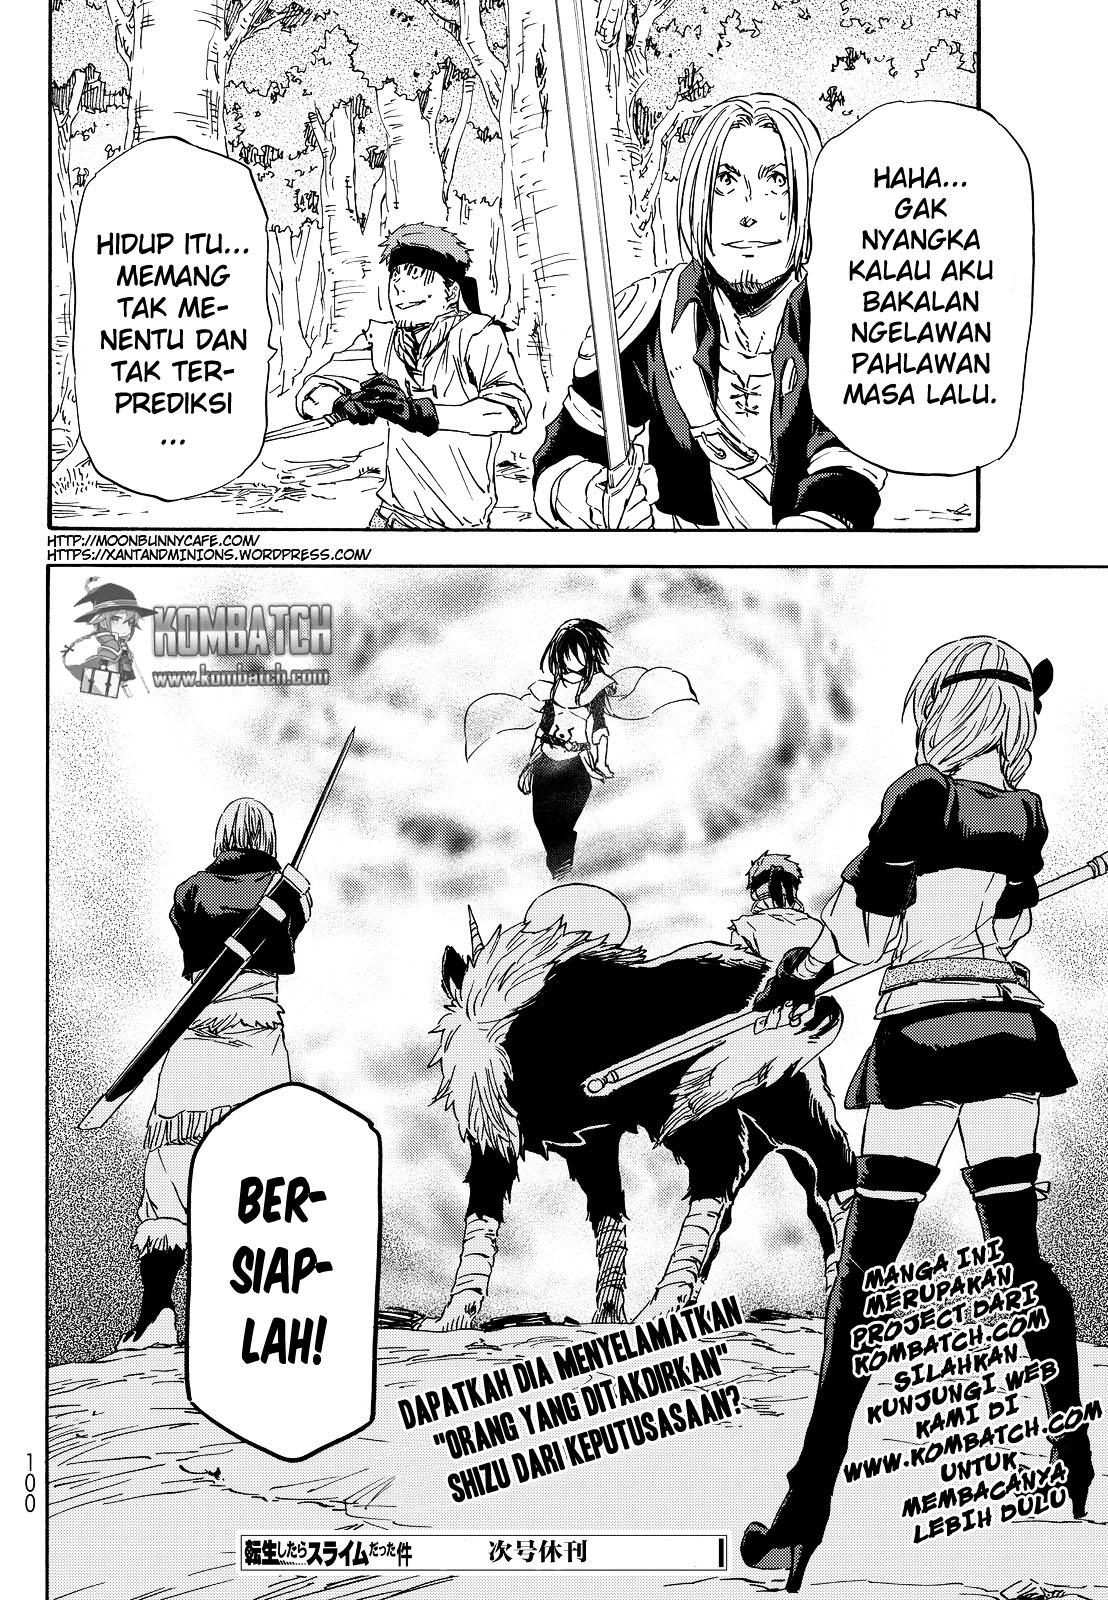 HAHA...
GAK
NYANGKA
KALAU AKU
BAKALAN
NGELAWAN
PAHLAWAN
MASA LALU.
HIDUP ITU...
MEMANG
TAK ME-
NENTU DAN
TAK TER-
PREDIKSI
...
HTTP://MOONBUNNYCAFE.COM/
HTTPS://XANTANDMINIONS.WORDPRESS.COM/
KOMBATCH
www.kombatch.com
BER-
SIAP-
LAH!
DAPATKAH DIA MENYELAMATKAN
"ORANG YANG DITAKDIRKAN"
SHIZU DARI KEPUTUSASAAN?
MANGA INI
MERUPAKAN
PROJECT DARI
KOMBATCH.COM
SILAHKAN
KUNJUNGI WEB
KAMI DI
WWW.KOMBATCH.COM
UNTUK
MEMBACANYA
LEBIH DULU
100
転生したらスライムだった件 次号休刊